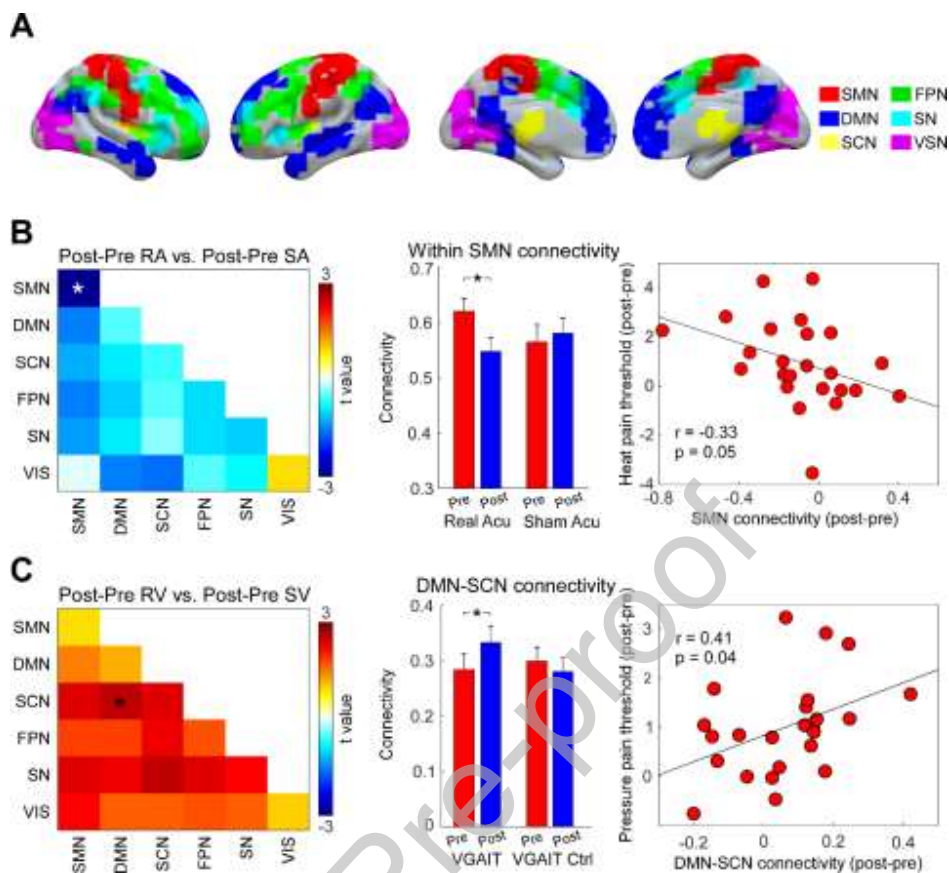 A
SMN FPN
DMN SN
SCN VSN
B
Post-Pre RA vs. Post-Pre SA
SMN
DMN
SCN
FPN
SN
VIS
*
SMN DMN SCN FPN SN VIS
3
t value
-3
Within SMN connectivity
0.7
0.6
0.5
0.4
0.3
Connectivity
*
Pre Post Pre Post
Real Acu Sham Acu
Heat pain threshold (post-pre)
4
2
0
2
-4
r = -0.33
p = 0.05
-0.8 -0.4 0 0.4
SMN connectivity (post-pre)
C
Post-Pre RV vs. Post-Pre SV
SMN
DMN
SCN
FPN
SN
VIS
*
SMN DMN SCN FPN SN VIS
3
t value
-3
DMN-SCN connectivity
0.4
0.3
0.2
0.1
0
Connectivity
*
Pre Post Pre Post
VGAIT VGAIT Ctrl
Pressure pain threshold (post-pre)
3
2
1
0
r = 0.41
p = 0.04
-0.2 0 0.2 0.4
DMN-SCN connectivity (post-pre)
Pre-proof